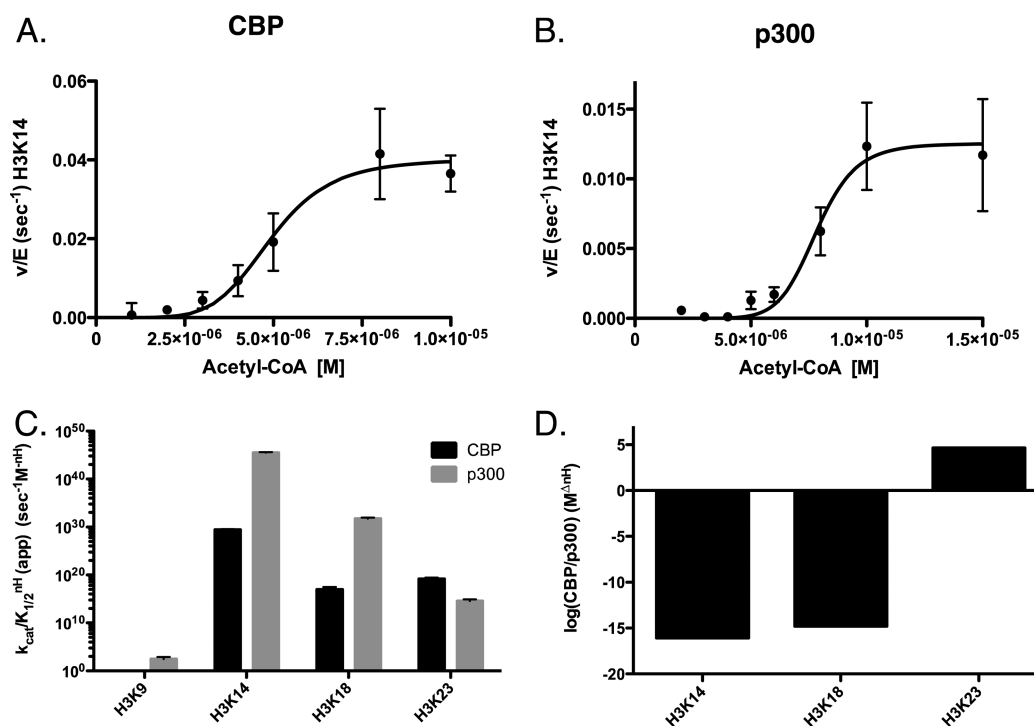 A.
CBP
v/E (sec⁻¹) H3K14
0.06
0.04
0.02
0.00
0
2.5×10⁻⁰⁶
5.0×10⁻⁰⁶
7.5×10⁻⁰⁶
1.0×10⁻⁰⁵
Acetyl-CoA [M]
B.
p300
v/E (sec⁻¹) H3K14
0.015
0.010
0.005
0.000
0
5.0×10⁻⁰⁶
1.0×10⁻⁰⁵
1.5×10⁻⁰⁵
Acetyl-CoA [M]
C.
k_cat/K_1/2^nH (app) (sec⁻¹M^-nH)
10⁵⁰
10⁴⁰
10³⁰
10²⁰
10¹⁰
10⁰
CBP
p300
H3K9
H3K14
H3K18
H3K23
D.
log(CBP/p300) (M^ΔnH)
5
0
-5
-10
-15
-20
H3K14
H3K18
H3K23